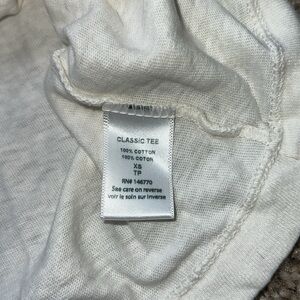 CLASSIC TEE
100% COTTON
100% COTON
XS
TP
RN# 146770
See care on reverse
voir le soin sur inverse